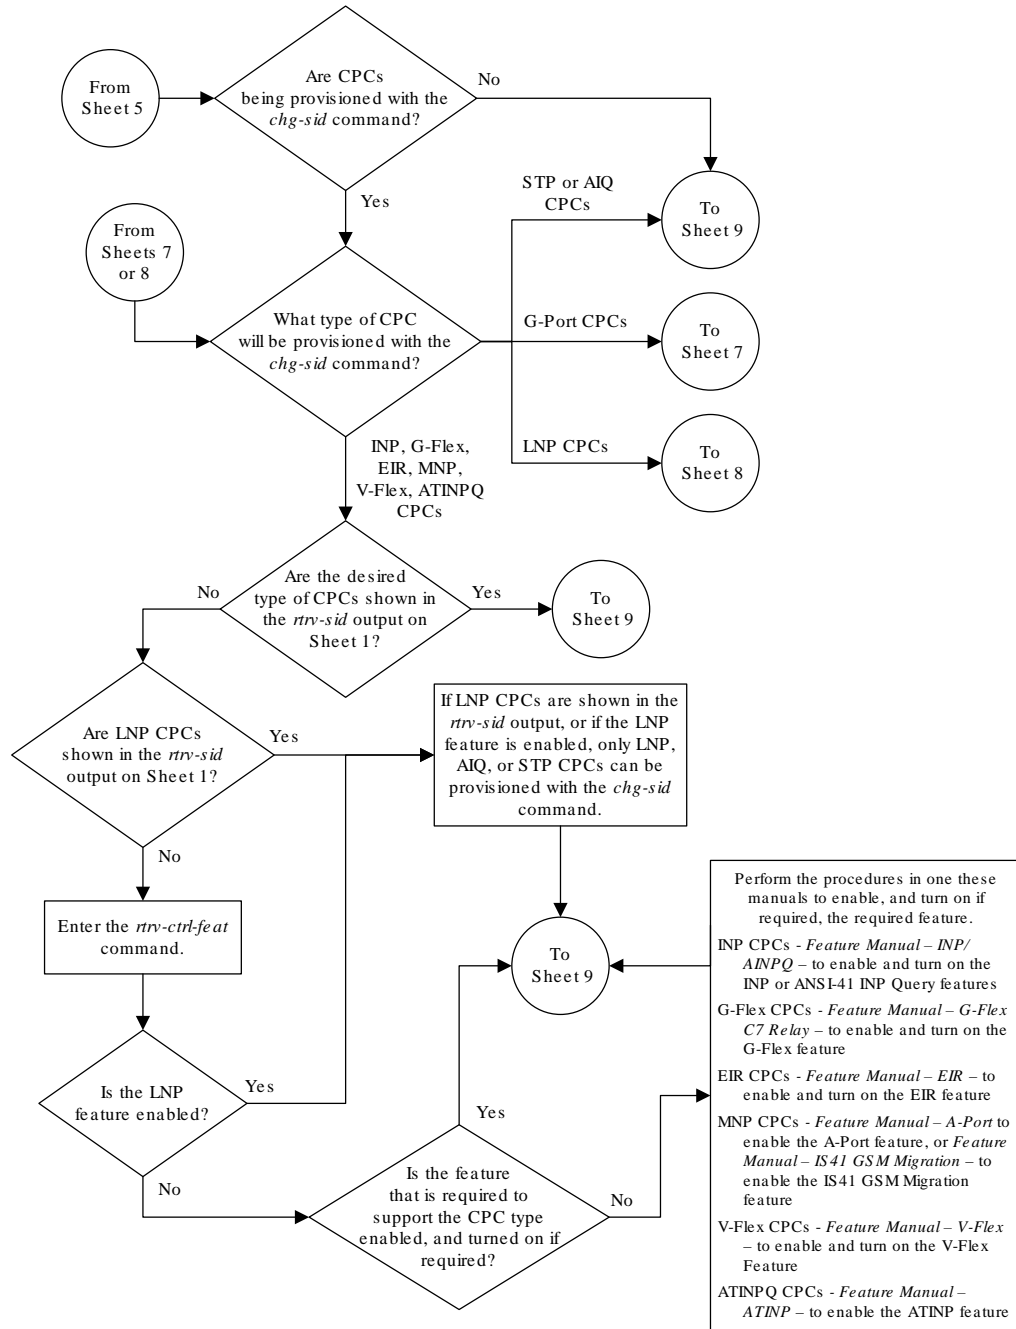 From
Sheet 5
Are CPCs
being provisioned with the
chg-sid command?
No
Yes
To
Sheet 9
STP or AIQ
CPCs
From
Sheets 7
or 8
What type of CPC
will be provisioned with the
chg-sid command?
G-Port CPCs
To
Sheet 7
LNP CPCs
To
Sheet 8
INP, G-Flex,
EIR, MNP,
V-Flex, ATINPQ
CPCs
Are the desired
type of CPCs shown in
the rtrv-sid output on
Sheet 1?
No
Yes
To
Sheet 9
Are LNP CPCs
shown in the rtrv-sid
output on Sheet 1?
Yes
No
If LNP CPCs are shown in the
rtrv-sid output, or if the LNP
feature is enabled, only LNP,
AIQ, or STP CPCs can be
provisioned with the chg-sid
command.
Enter the rtrv-ctrl-feat
command.
To
Sheet 9
Is the LNP
feature enabled?
Yes
No
Is the feature
that is required to
support the CPC type
enabled, and turned on if
required?
Yes
No
Perform the procedures in one these
manuals to enable, and turn on if
required, the required feature.
INP CPCs - Feature Manual – INP/
AINPQ – to enable and turn on the
INP or ANSI-41 INP Query features
G-Flex CPCs - Feature Manual – G-Flex
C7 Relay – to enable and turn on the
G-Flex feature
EIR CPCs - Feature Manual – EIR – to
enable and turn on the EIR feature
MNP CPCs - Feature Manual – A-Port to
enable the A-Port feature, or Feature
Manual – IS41 GSM Migration – to
enable the IS41 GSM Migration
feature
V-Flex CPCs - Feature Manual – V-Flex
– to enable and turn on the V-Flex
Feature
ATINPQ CPCs - Feature Manual –
ATINP – to enable the ATINP feature